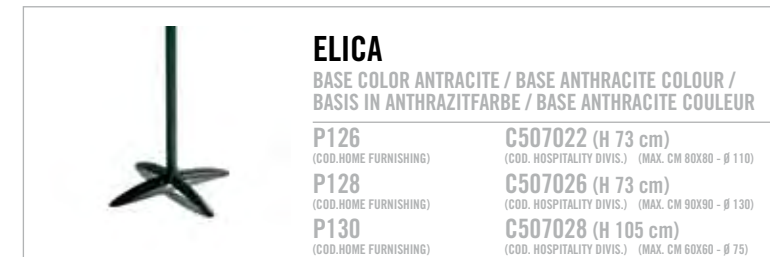 ELICA
BASE COLOR ANTRACITE / BASE ANTHRACITE COLOUR /
BASIS IN ANTHRAZITFARBE / BASE ANTHRACITE COULEUR
P126 C507022 (H 73 cm)
(COD.HOME FURNISHING) (COD. HOSPITALITY DIVIS.) (MAX. CM 80X80 - Ø 110)
P128 C507026 (H 73 cm)
(COD.HOME FURNISHING) (COD. HOSPITALITY DIVIS.) (MAX. CM 90X90 - Ø 130)
P130 C507028 (H 105 cm)
(COD.HOME FURNISHING) (COD. HOSPITALITY DIVIS.) (MAX. CM 60X60 - Ø 75)